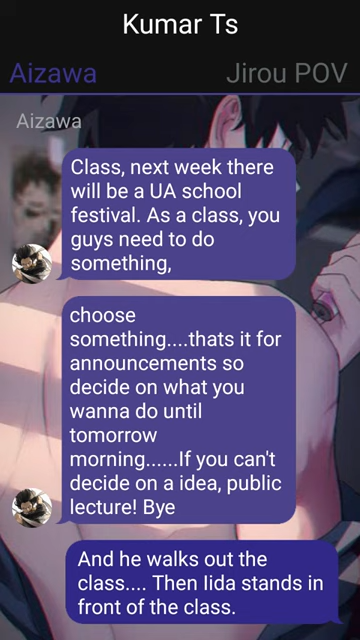 Kumar Ts
Aizawa
Jirou POV
Aizawa
Class, next week there
will be a UA school
festival. As a class, you
guys need to do
something,
choose
something....thats it for
announcements so
decide on what you
wanna do until
tomorrow
morning......If you can't
decide on a idea, public
lecture! Bye
And he walks out the
class.... Then Iida stands in
front of the class.